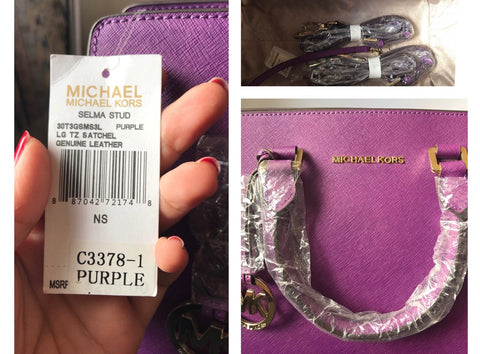 MICHAEL
MICHAEL KORS
SELMA STUD
30T3GSMS3L PURPLE
LG TZ SATCHEL
GENUINE LEATHER
8 87042 72174 8
NS
C3378-1
PURPLE
MSRP
MICHAEL KORS
MK